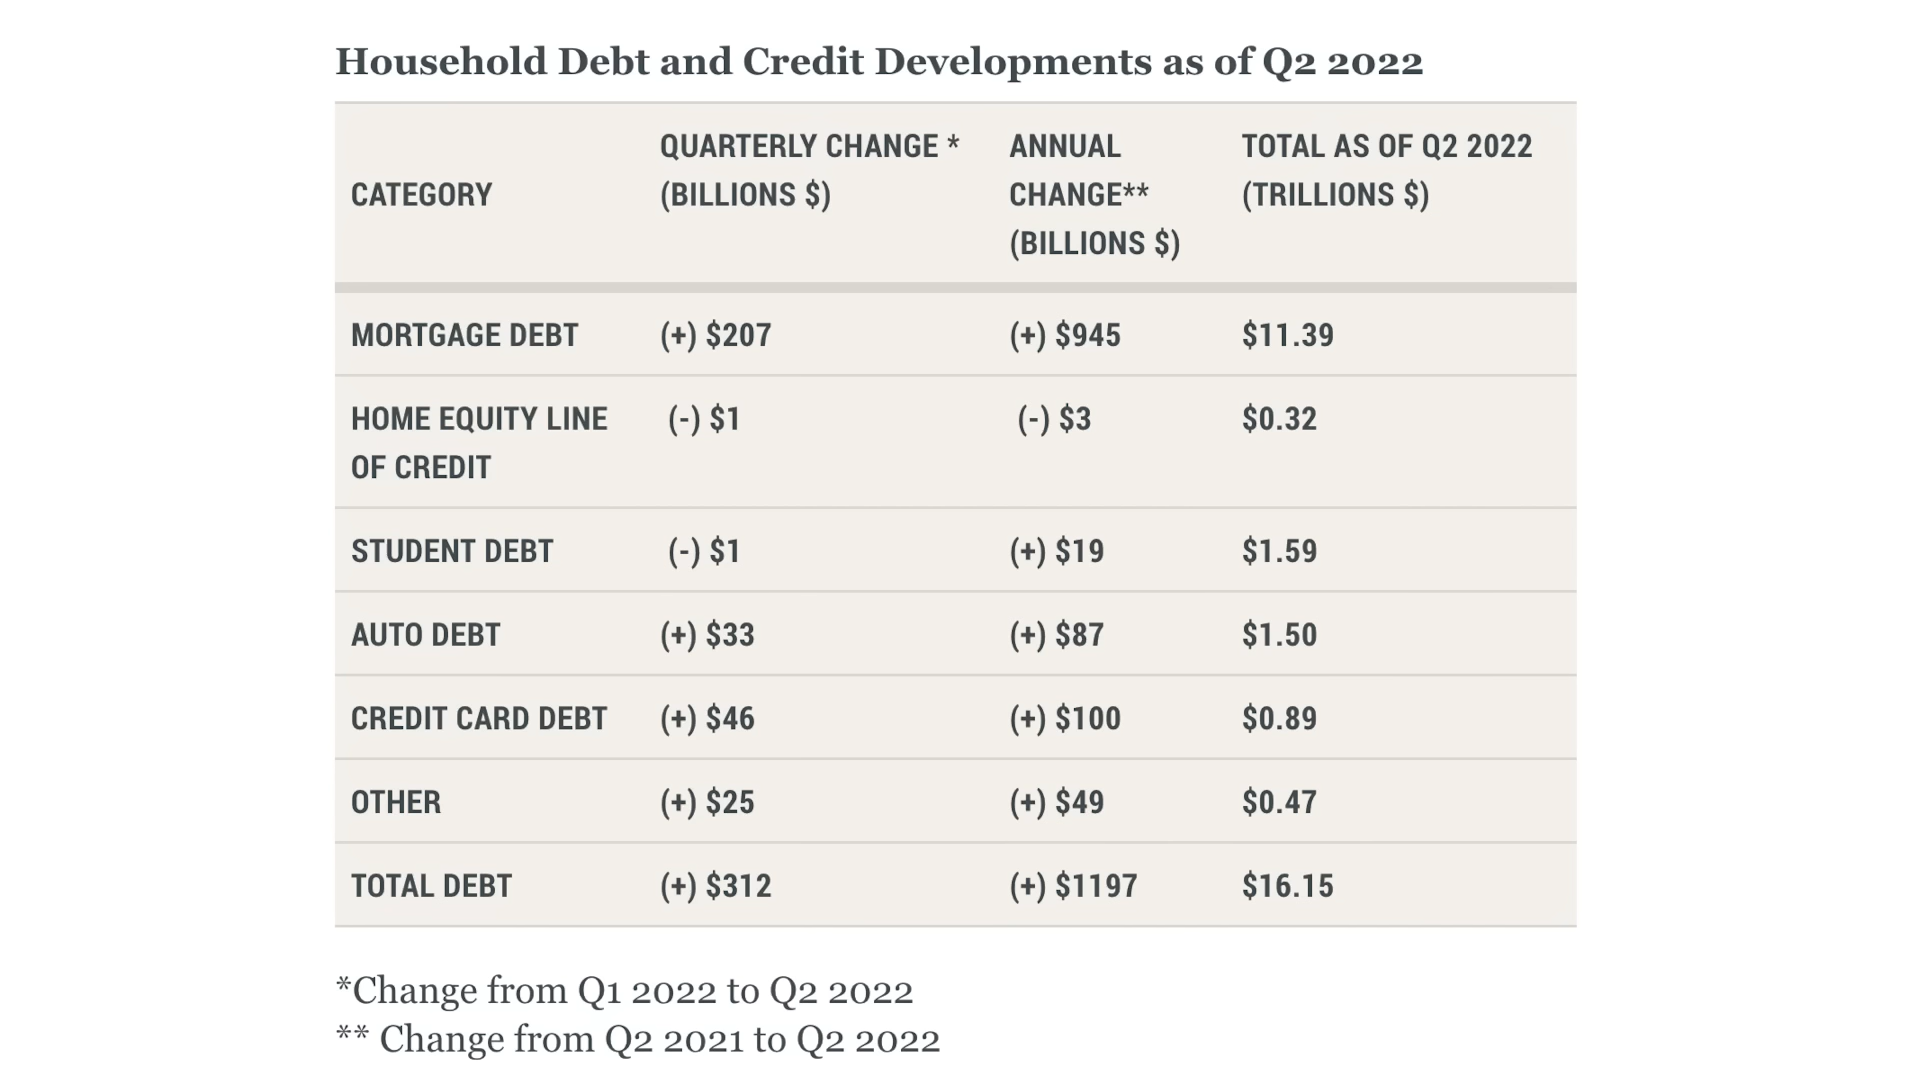 Household Debt and Credit Developments as of Q2 2022
CATEGORY
QUARTERLY CHANGE *
(BILLIONS $)
ANNUAL
CHANGE**
(BILLIONS $)
TOTAL AS OF Q2 2022
(TRILLIONS $)
MORTGAGE DEBT (+) $207 (+) $945 $11.39
HOME EQUITY LINE (-) $1 (-) $3 $0.32
OF CREDIT
STUDENT DEBT (-) $1 (+) $19 $1.59
AUTO DEBT (+) $33 (+) $87 $1.50
CREDIT CARD DEBT (+) $46 (+) $100 $0.89
OTHER (+) $25 (+) $49 $0.47
TOTAL DEBT (+) $312 (+) $1197 $16.15
*Change from Q1 2022 to Q2 2022
** Change from Q2 2021 to Q2 2022